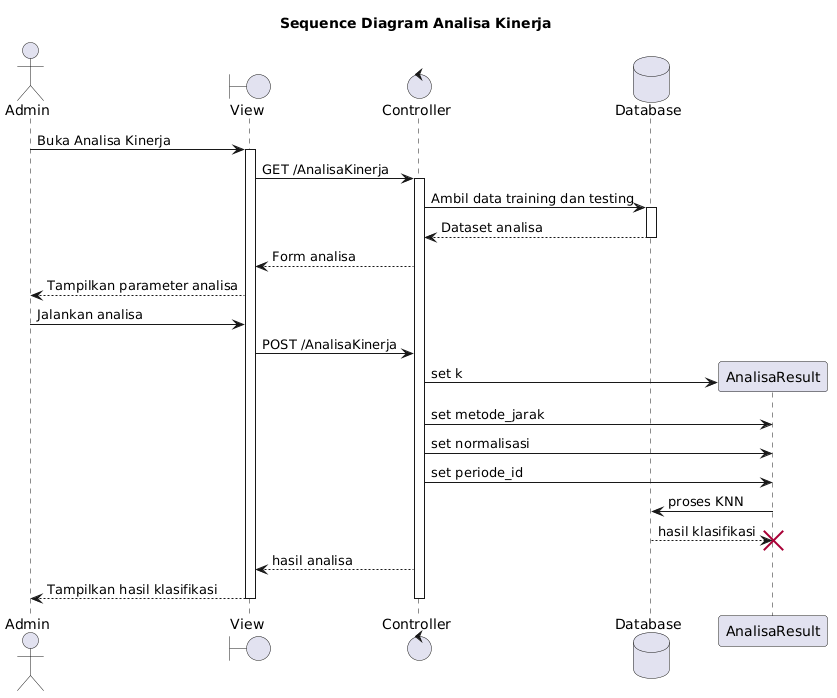 Sequence Diagram Analisa Kinerja
Admin
View
Controller
Database
Buka Analisa Kinerja
GET /AnalisaKinerja
Ambil data training dan testing
Dataset analisa
Form analisa
Tampilkan parameter analisa
Jalankan analisa
POST /AnalisaKinerja
set k
AnalisaResult
set metode_jarak
set normalisasi
set periode_id
proses KNN
hasil klasifikasi
hasil analisa
Tampilkan hasil klasifikasi
Admin
View
Controller
Database
AnalisaResult